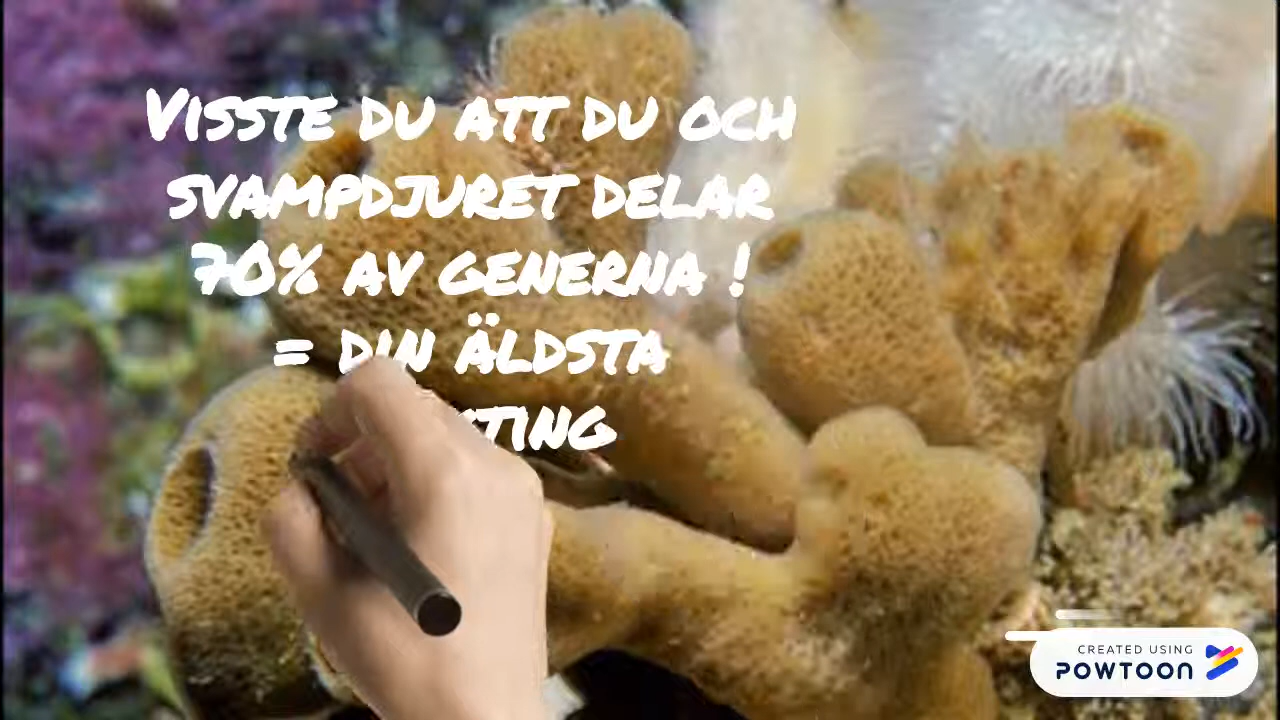 VISSTE DU ATT DU OCH
SVAMPDJURET DELAR
70% AV GENERNA !
= DIN ÄLDSTA
CREATED USING
POWTOON